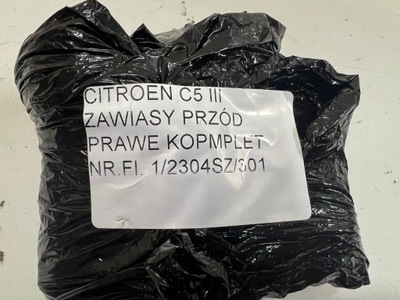 CITROEN C5 III
ZAWIASY PRZÓD
PRAWE KOPMPLET
NR.FI. 1/2304SZ/301